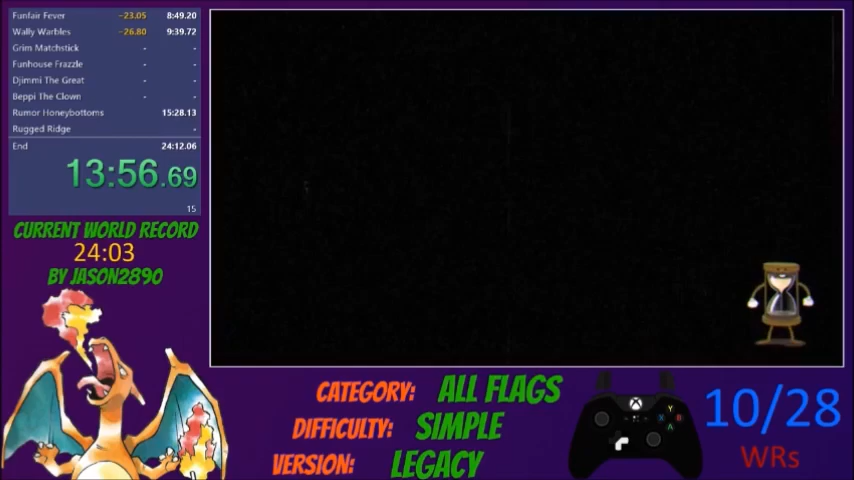 Funfair Fever -23.05 8:49.20
Wally Warbles -26.80 9:39.72
Grim Matchstick - -
Funhouse Frazzle - -
Djimmi The Great - -
Beppi The Clown - -
Rumor Honeybottoms 15:28.13
Rugged Ridge -
End 24:12.06
13:56.69
15
CURRENT WORLD RECORD
24:03
BY JASON2890
CATEGORY: ALL FLAGS
DIFFICULTY: SIMPLE
VERSION: LEGACY
Y
X B
A
10/28
WRs